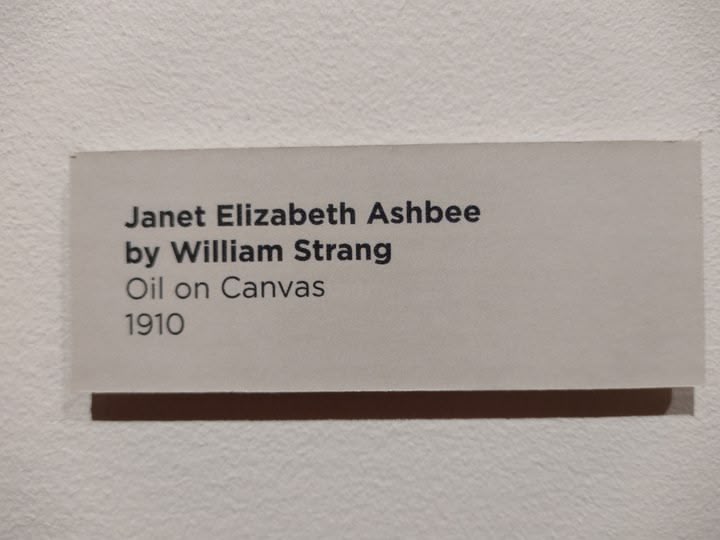 Janet Elizabeth Ashbee
by William Strang
Oil on Canvas
1910